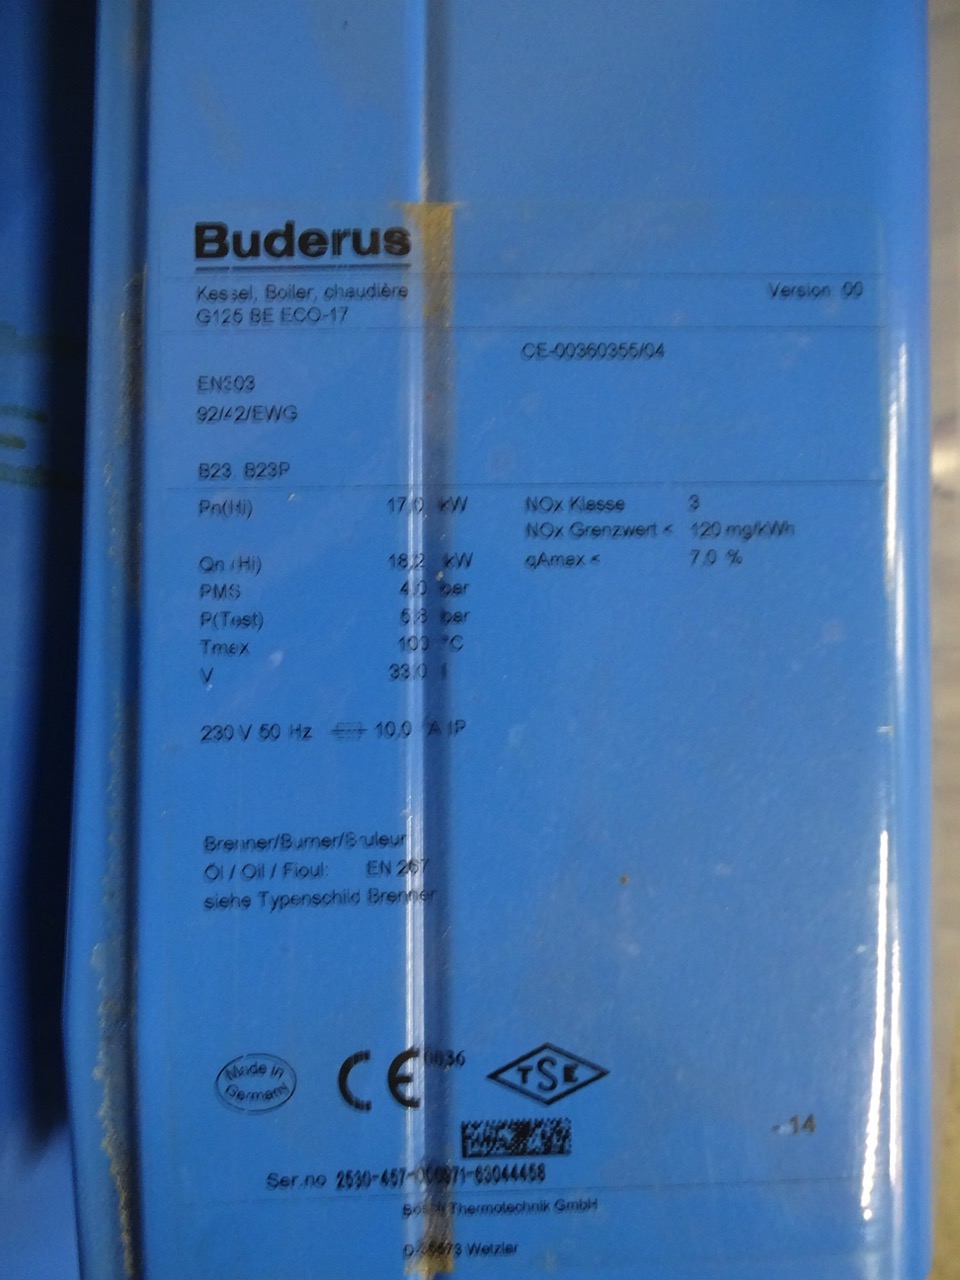 Buderus
Kessel, Boiler, chaudière Version 00
G125 BE ECO-17
CE-00360355/04
EN303
92/42/EWG
B23 B23P
Pn(Hi) 17,0 kW NOx Klasse 3
NOx Grenzwert < 120 mg/kWh
Qn (Hi) 18,2 kW qAmax < 7,0 %
PMS 4,0 bar
P(Test) bar
Tmax 100 °C
V 33,0 l
230 V 50 Hz 10,0 A IP
Brenner/Burner/Bruleur
Öl / Oil / Fioul: EN 267
siehe Typenschild Brenner
Made in
Germany
CE 0036
TSE
-14
Ser.no
Bosch Thermotechnik GmbH
Wetzlar